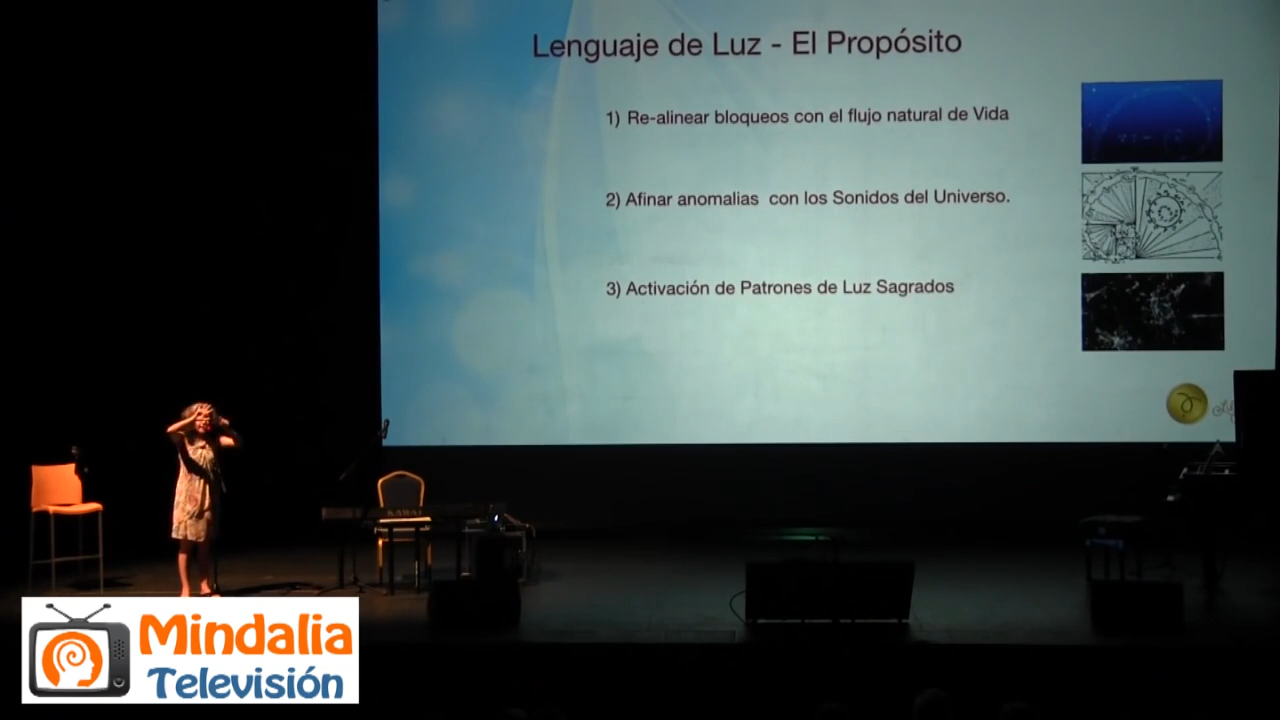 Lenguaje de Luz - El Propósito
1) Re-alinear bloqueos con el flujo natural de Vida
2) Afinar anomalias con los Sonidos del Universo.
3) Activación de Patrones de Luz Sagrados
Mindalia
Televisión